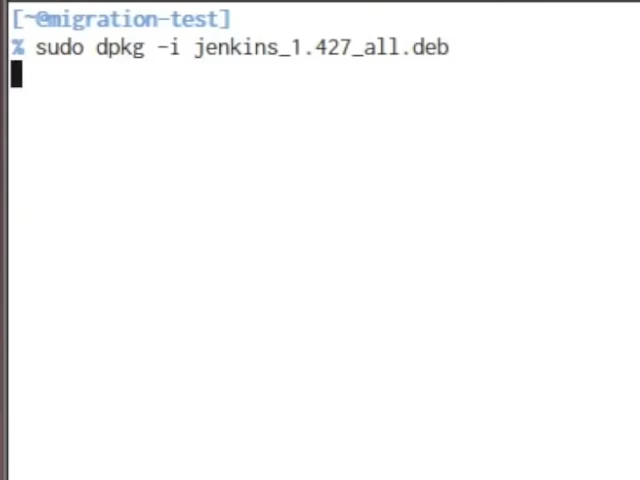 [~@migration-test]
% sudo dpkg -i jenkins_1.427_all.deb